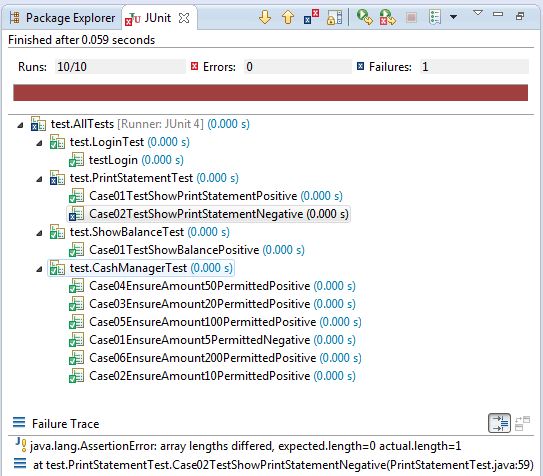 Package Explorer JUnit
Finished after 0.059 seconds
Runs: 10/10 Errors: 0 Failures: 1
test.AllTests [Runner: JUnit 4] (0.000 s)
test.LoginTest (0.000 s)
testLogin (0.000 s)
test.PrintStatementTest (0.000 s)
Case01TestShowPrintStatementPositive (0.000 s)
Case02TestShowPrintStatementNegative (0.000 s)
test.ShowBalanceTest (0.000 s)
Case01TestShowBalancePositive (0.000 s)
test.CashManagerTest (0.000 s)
Case04EnsureAmount50PermittedPositive (0.000 s)
Case03EnsureAmount20PermittedPositive (0.000 s)
Case05EnsureAmount100PermittedPositive (0.000 s)
Case01EnsureAmount5PermittedNegative (0.000 s)
Case06EnsureAmount200PermittedPositive (0.000 s)
Case02EnsureAmount10PermittedPositive (0.000 s)
Failure Trace
java.lang.AssertionError: array lengths differed, expected.length=0 actual.length=1
at test.PrintStatementTest.Case02TestShowPrintStatementNegative(PrintStatementTest.java:59)